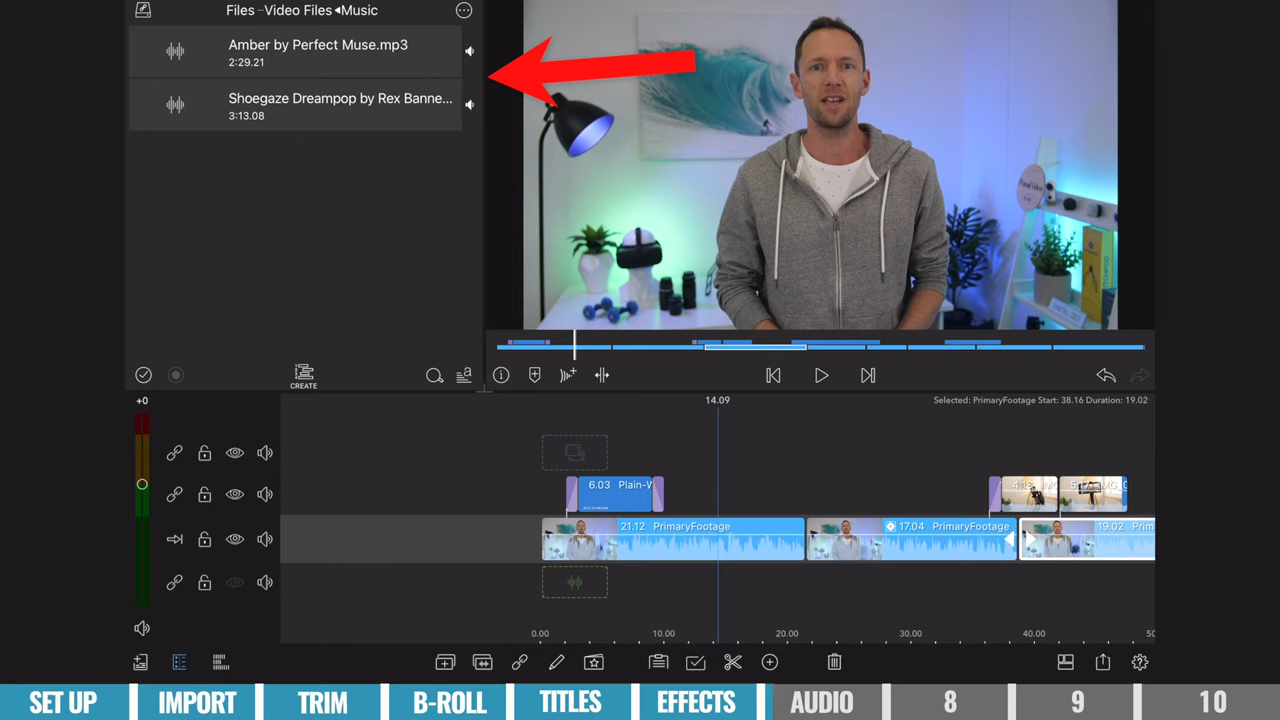 Files ··Video Files ◂Music
Amber by Perfect Muse.mp3
2:29.21
Shoegaze Dreampop by Rex Banne...
3:13.08
CREATE
+0
14.09
Selected: PrimaryFootage Start: 38.16 Duration: 19.02
6.03 Plain-V
21.12 PrimaryFootage
17.04 PrimaryFootage
19.02 Prim
0.00 10.00 20.00 30.00 40.00 50
SET UP IMPORT TRIM B-ROLL TITLES EFFECTS AUDIO 8 9 10